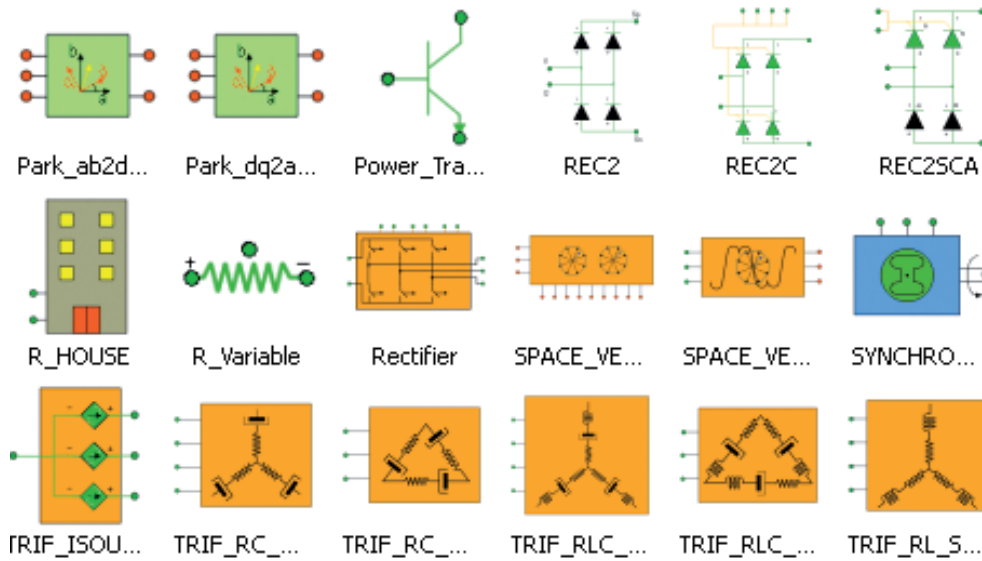 Park_ab2d...
Park_dq2a...
Power_Tra...
REC2
REC2C
REC2SCA
R_HOUSE
R_Variable
Rectifier
SPACE_VE...
SPACE_VE...
SYNCHRO...
TRIF_ISOU...
TRIF_RC_...
TRIF_RC_...
TRIF_RLC_...
TRIF_RLC_...
TRIF_RL_S...